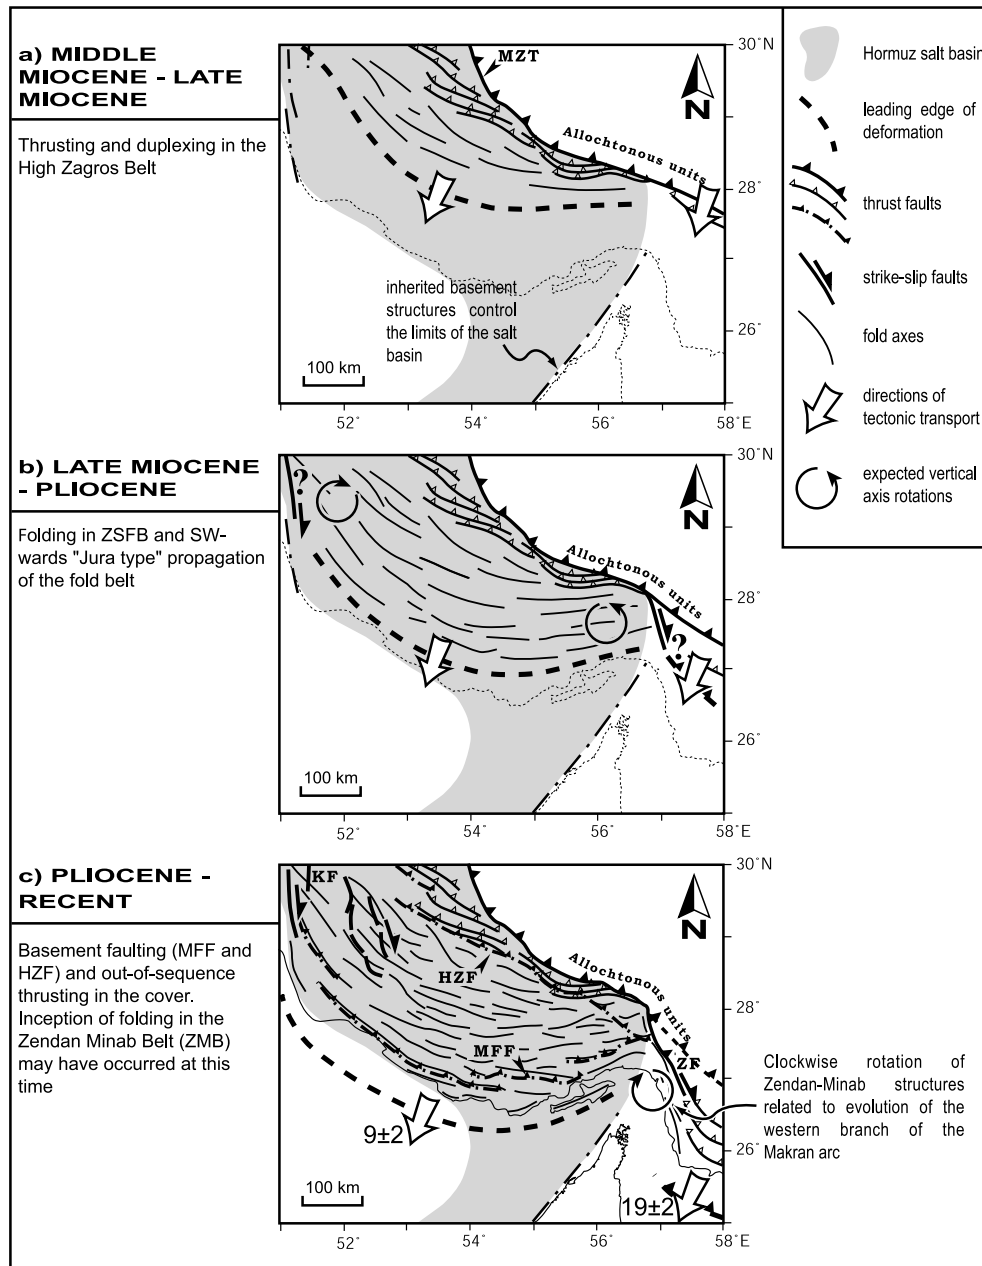 a) MIDDLE
MIOCENE - LATE
MIOCENE
Thrusting and duplexing in the
High Zagros Belt
MZT
Allochtonous units
N
inherited basement
structures control
the limits of the salt
basin
100 km
30°N
28°
26°
52°
54°
56°
58°E
?
b) LATE MIOCENE
- PLIOCENE
Folding in ZSFB and SW-
wards "Jura type" propagation
of the fold belt
?
Allochtonous units
N
?
100 km
30°N
28°
26°
52°
54°
56°
58°E
c) PLIOCENE -
RECENT
Basement faulting (MFF and
HZF) and out-of-sequence
thrusting in the cover.
Inception of folding in the
Zendan Minab Belt (ZMB)
may have occurred at this
time
KF
HZF
MFF
ZF
Allochtonous units
N
9±2
19±2
100 km
30°N
28°
26°
52°
54°
56°
58°E
Clockwise rotation of
Zendan-Minab structures
related to evolution of the
western branch of the
Makran arc
Hormuz salt basin
leading edge of
deformation
thrust faults
strike-slip faults
fold axes
directions of
tectonic transport
expected vertical
axis rotations